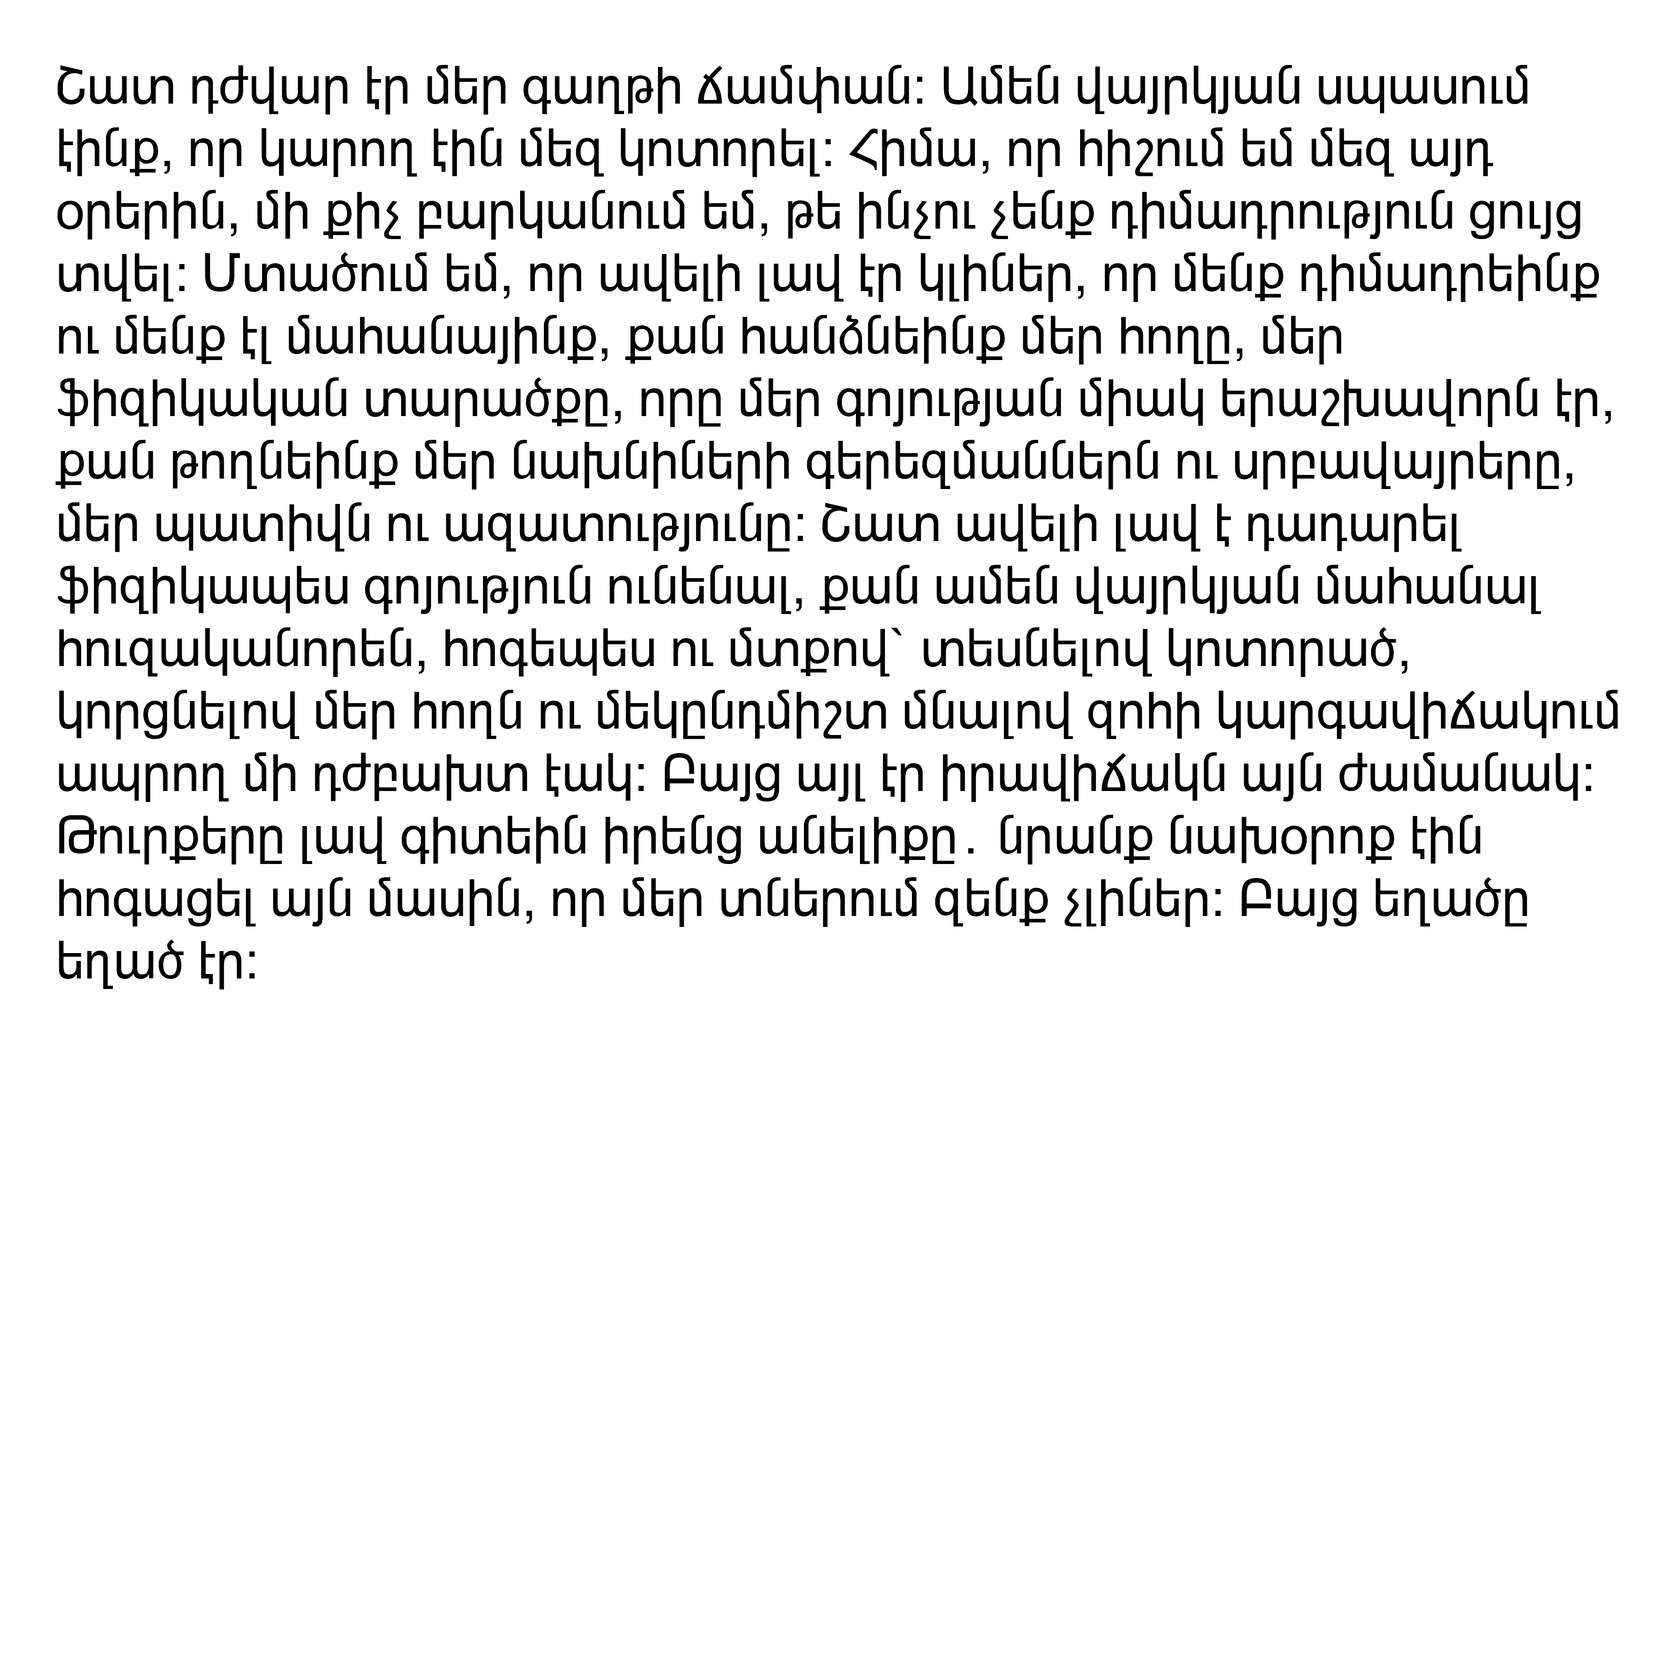 Շատ դժվար էր մեր գաղթի ճամփան: Ամեն վայրկյան սպասում
էինք, որ կարող էին մեզ կոտորել: Հիմա, որ հիշում եմ մեզ այդ
օրերին, մի քիչ բարկանում եմ, թե ինչու չենք դիմադրություն ցույց
տվել: Մտածում եմ, որ ավելի լավ էր կլիներ, որ մենք դիմադրեինք
ու մենք էլ մահանայինք, քան հանձնեինք մեր հողը, մեր
ֆիզիկական տարածքը, որը մեր գոյության միակ երաշխավորն էր,
քան թողնեինք մեր նախնիների գերեզմաններն ու սրբավայրերը,
մեր պատիվն ու ազատությունը: Շատ ավելի լավ է դադարել
ֆիզիկապես գոյություն ունենալ, քան ամեն վայրկյան մահանալ
հուզականորեն, հոգեպես ու մտքով` տեսնելով կոտորած,
կորցնելով մեր հողն ու մեկընդմիշտ մնալով զոհի կարգավիճակում
ապրող մի դժբախտ էակ: Բայց այլ էր իրավիճակն այն ժամանակ:
Թուրքերը լավ գիտեին իրենց անելիքը․ նրանք նախօրոք էին
հոգացել այն մասին, որ մեր տներում զենք չլիներ: Բայց եղածը
եղած էր: